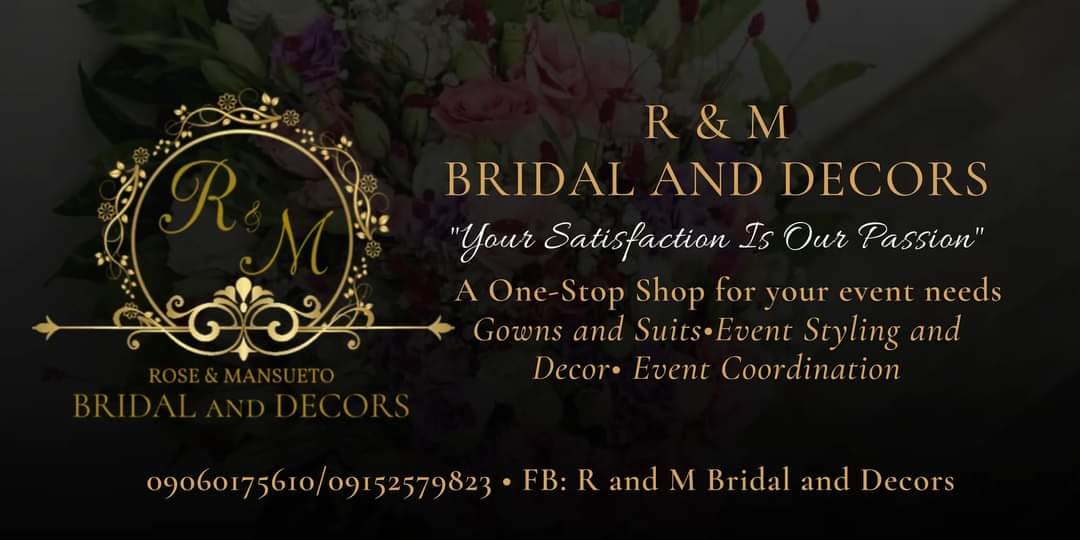 R & M
ROSE & MANSUETO
BRIDAL AND DECORS
R & M
BRIDAL AND DECORS
"Your Satisfaction Is Our Passion"
A One-Stop Shop for your event needs
Gowns and Suits•Event Styling and
Decor• Event Coordination
09060175610/09152579823 • FB: R and M Bridal and Decors